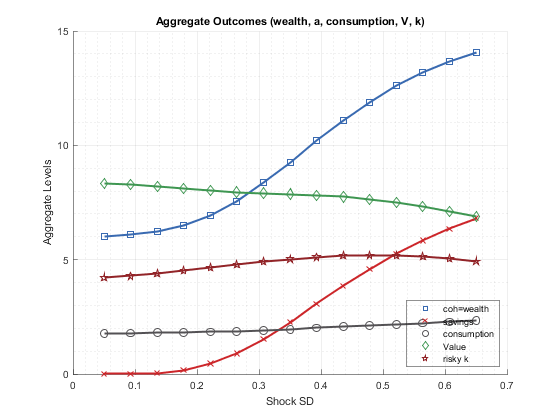 Aggregate Outcomes (wealth, a, consumption, V, k)
15
10
5
0
Aggregate Levels
0
0.1
0.2
0.3
0.4
0.5
0.6
0.7
Shock SD
coh=wealth
savings
consumption
Value
risky k